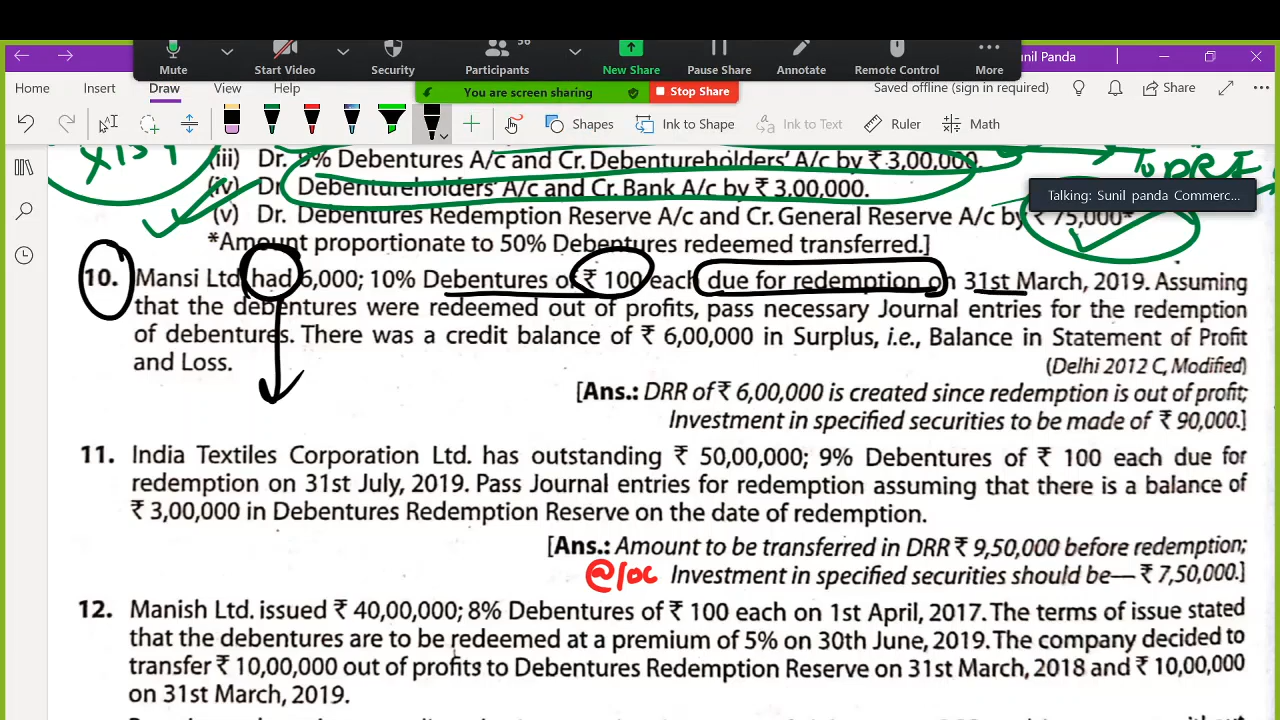 36
Mute
Start Video
Security
Participants
New Share
Pause Share
Annotate
Remote Control
More
nil Panda
You are screen sharing
Stop Share
Home
Insert
Draw
View
Help
Saved offline (sign in required)
Share
Shapes
Ink to Shape
Ink to Text
Ruler
Math
(iii) Dr. 9% Debentures A/c and Cr. Debentureholders' A/c by ₹ 3,00,000.
To DRF
(iv) Dr. Debentureholders' A/c and Cr. Bank A/c by ₹ 3,00,000.
Talking: Sunil panda Commerc...
(v) Dr. Debentures Redemption Reserve A/c and Cr. General Reserve A/c by ₹ 75,000*
*Amount proportionate to 50% Debentures redeemed transferred.]
10. Mansi Ltd. had 6,000; 10% Debentures of ₹ 100 each due for redemption on 31st March, 2019. Assuming
that the debentures were redeemed out of profits, pass necessary Journal entries for the redemption
of debentures. There was a credit balance of ₹ 6,00,000 in Surplus, i.e., Balance in Statement of Profit
and Loss.
(Delhi 2012 C, Modified)
[Ans.: DRR of ₹ 6,00,000 is created since redemption is out of profit;
Investment in specified securities to be made of ₹ 90,000.]
11. India Textiles Corporation Ltd. has outstanding ₹ 50,00,000; 9% Debentures of ₹ 100 each due for
redemption on 31st July, 2019. Pass Journal entries for redemption assuming that there is a balance of
₹ 3,00,000 in Debentures Redemption Reserve on the date of redemption.
[Ans.: Amount to be transferred in DRR ₹ 9,50,000 before redemption;
Investment in specified securities should be—₹ 7,50,000.]
12. Manish Ltd. issued ₹ 40,00,000; 8% Debentures of ₹ 100 each on 1st April, 2017. The terms of issue stated
that the debentures are to be redeemed at a premium of 5% on 30th June, 2019. The company decided to
transfer ₹ 10,00,000 out of profits to Debentures Redemption Reserve on 31st March, 2018 and ₹ 10,00,000
on 31st March, 2019.